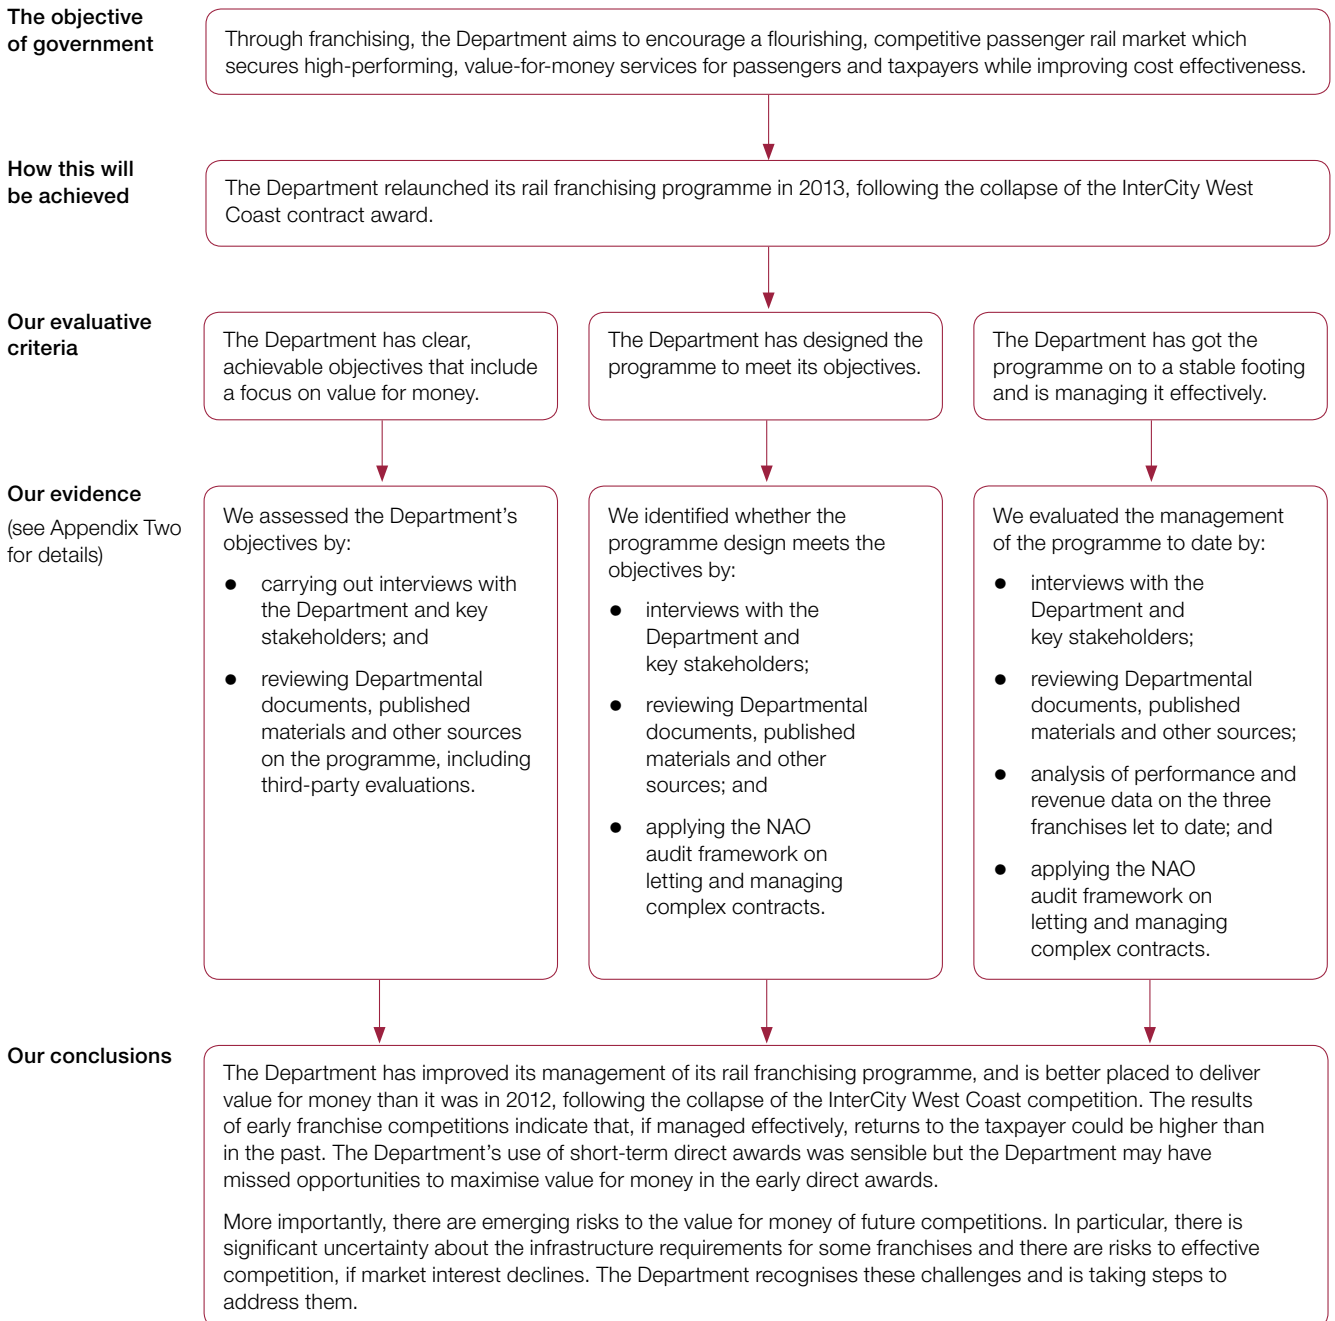 The objective
of government
Through franchising, the Department aims to encourage a flourishing, competitive passenger rail market which
secures high-performing, value-for-money services for passengers and taxpayers while improving cost effectiveness.
How this will
be achieved
The Department relaunched its rail franchising programme in 2013, following the collapse of the InterCity West
Coast contract award.
Our evaluative
criteria
The Department has clear,
achievable objectives that include
a focus on value for money.
The Department has designed the
programme to meet its objectives.
The Department has got the
programme on to a stable footing
and is managing it effectively.
Our evidence
(see Appendix Two
for details)
We assessed the Department's
objectives by:
● carrying out interviews with
the Department and key
stakeholders; and
● reviewing Departmental
documents, published
materials and other sources
on the programme, including
third-party evaluations.
We identified whether the
programme design meets the
objectives by:
● interviews with the
Department and
key stakeholders;
● reviewing Departmental
documents, published
materials and other
sources; and
● applying the NAO
audit framework on
letting and managing
complex contracts.
We evaluated the management
of the programme to date by:
● interviews with the
Department and
key stakeholders;
● reviewing Departmental
documents, published
materials and other sources;
● analysis of performance and
revenue data on the three
franchises let to date; and
● applying the NAO
audit framework on
letting and managing
complex contracts.
Our conclusions
The Department has improved its management of its rail franchising programme, and is better placed to deliver
value for money than it was in 2012, following the collapse of the InterCity West Coast competition. The results
of early franchise competitions indicate that, if managed effectively, returns to the taxpayer could be higher than
in the past. The Department's use of short-term direct awards was sensible but the Department may have
missed opportunities to maximise value for money in the early direct awards.
More importantly, there are emerging risks to the value for money of future competitions. In particular, there is
significant uncertainty about the infrastructure requirements for some franchises and there are risks to effective
competition, if market interest declines. The Department recognises these challenges and is taking steps to
address them.